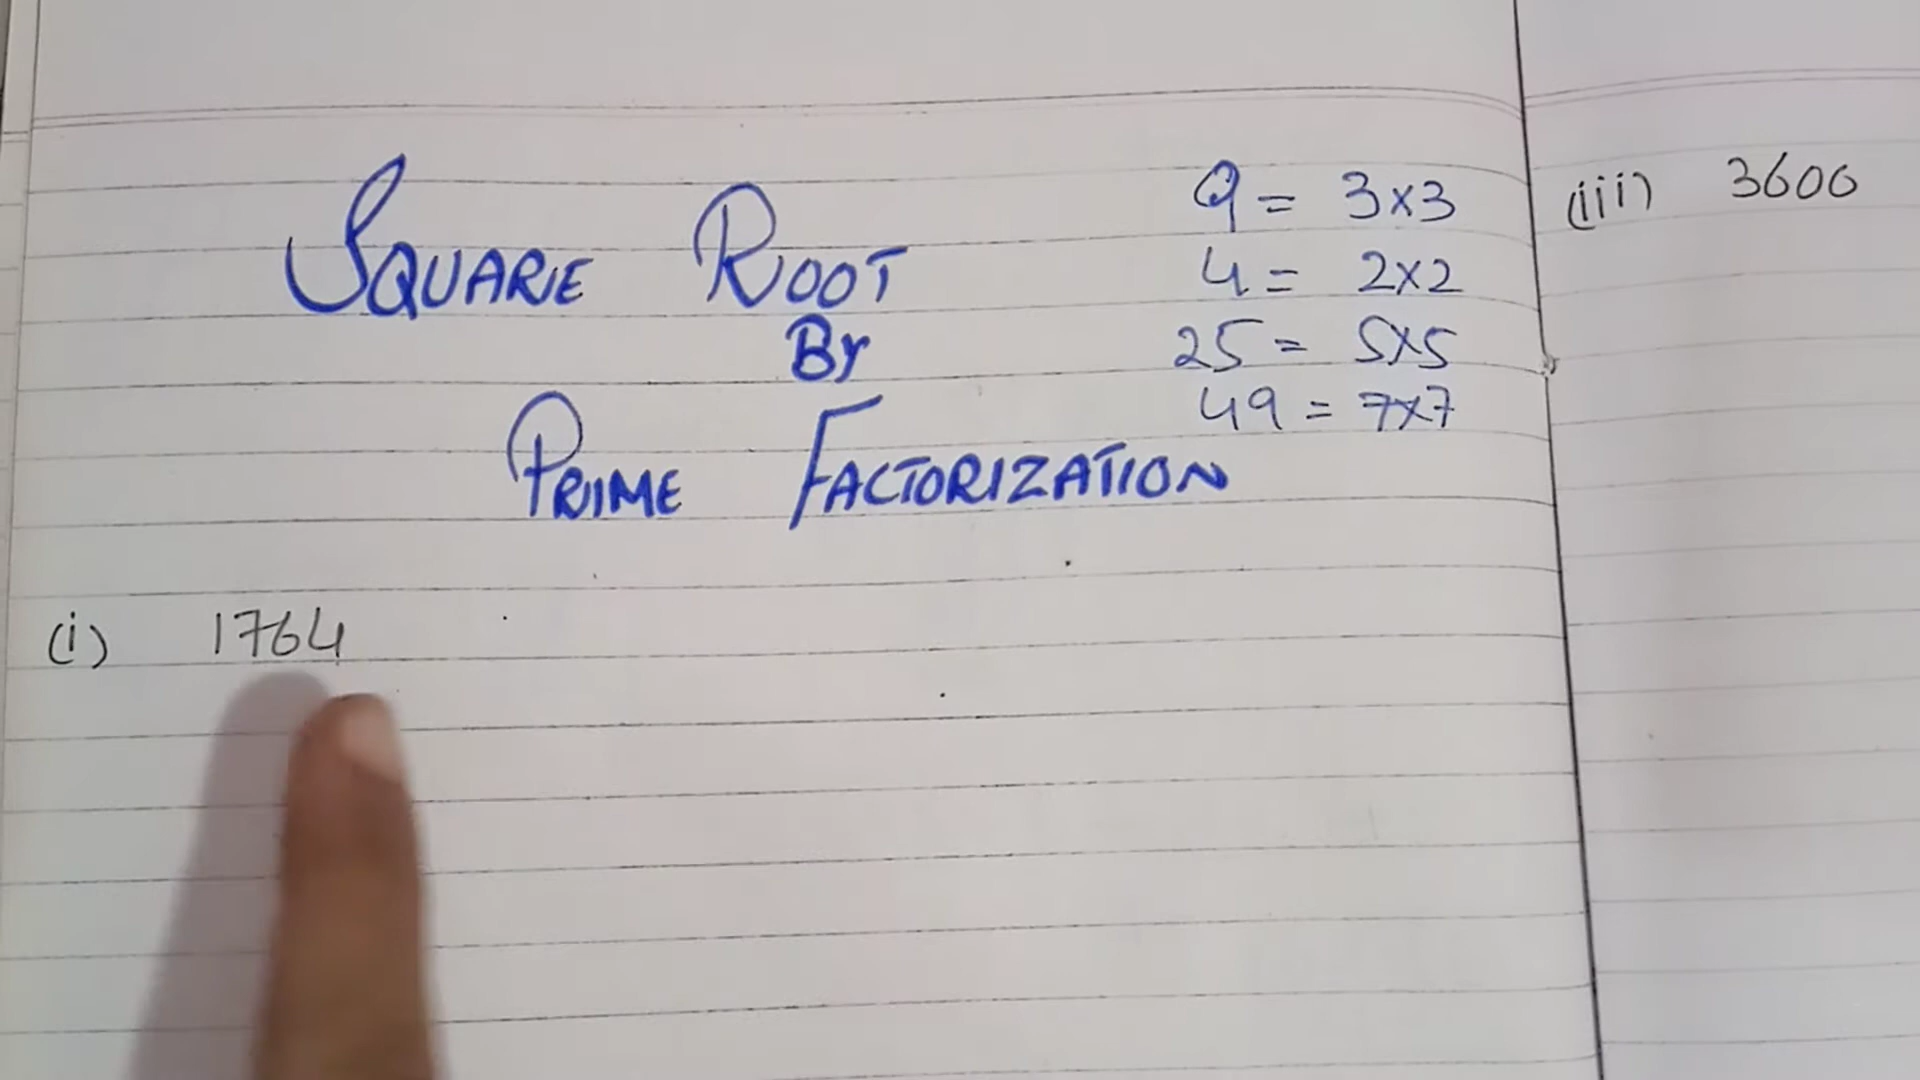 SQUARE ROOT
BY
PRIME FACTORIZATION
9 = 3×3
4 = 2×2
25 = 5×5
49 = 7×7
(i) 1764
(iii) 3600